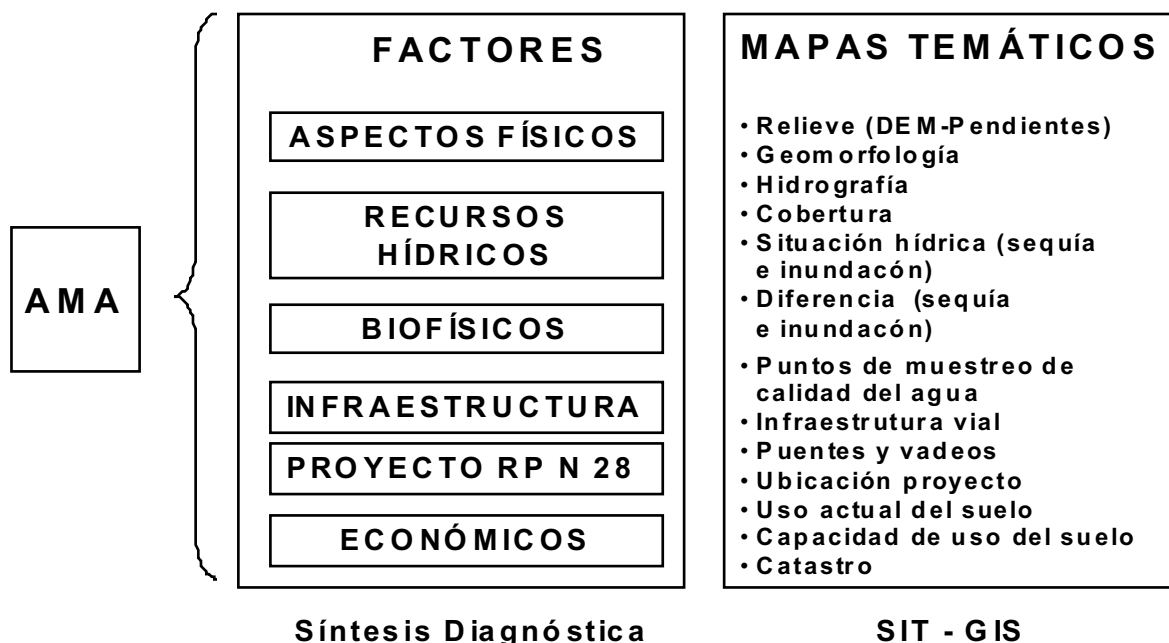 AMA
FACTORES
ASPECTOS FÍSICOS
RECURSOS
HÍDRICOS
BIOFÍSICOS
INFRAESTRUCTURA
PROYECTO RP N 28
ECONÓMICOS
Síntesis Diagnóstica
MAPAS TEMÁTICOS
• Relieve (DEM-Pendientes)
• Geomorfología
• Hidrografía
• Cobertura
• Situación hídrica (sequía
e inundacón)
• Diferencia (sequía
e inundacón)
• Puntos de muestreo de
calidad del agua
• Infraestrutura vial
• Puentes y vadeos
• Ubicación proyecto
• Uso actual del suelo
• Capacidad de uso del suelo
• Catastro
SIT - GIS